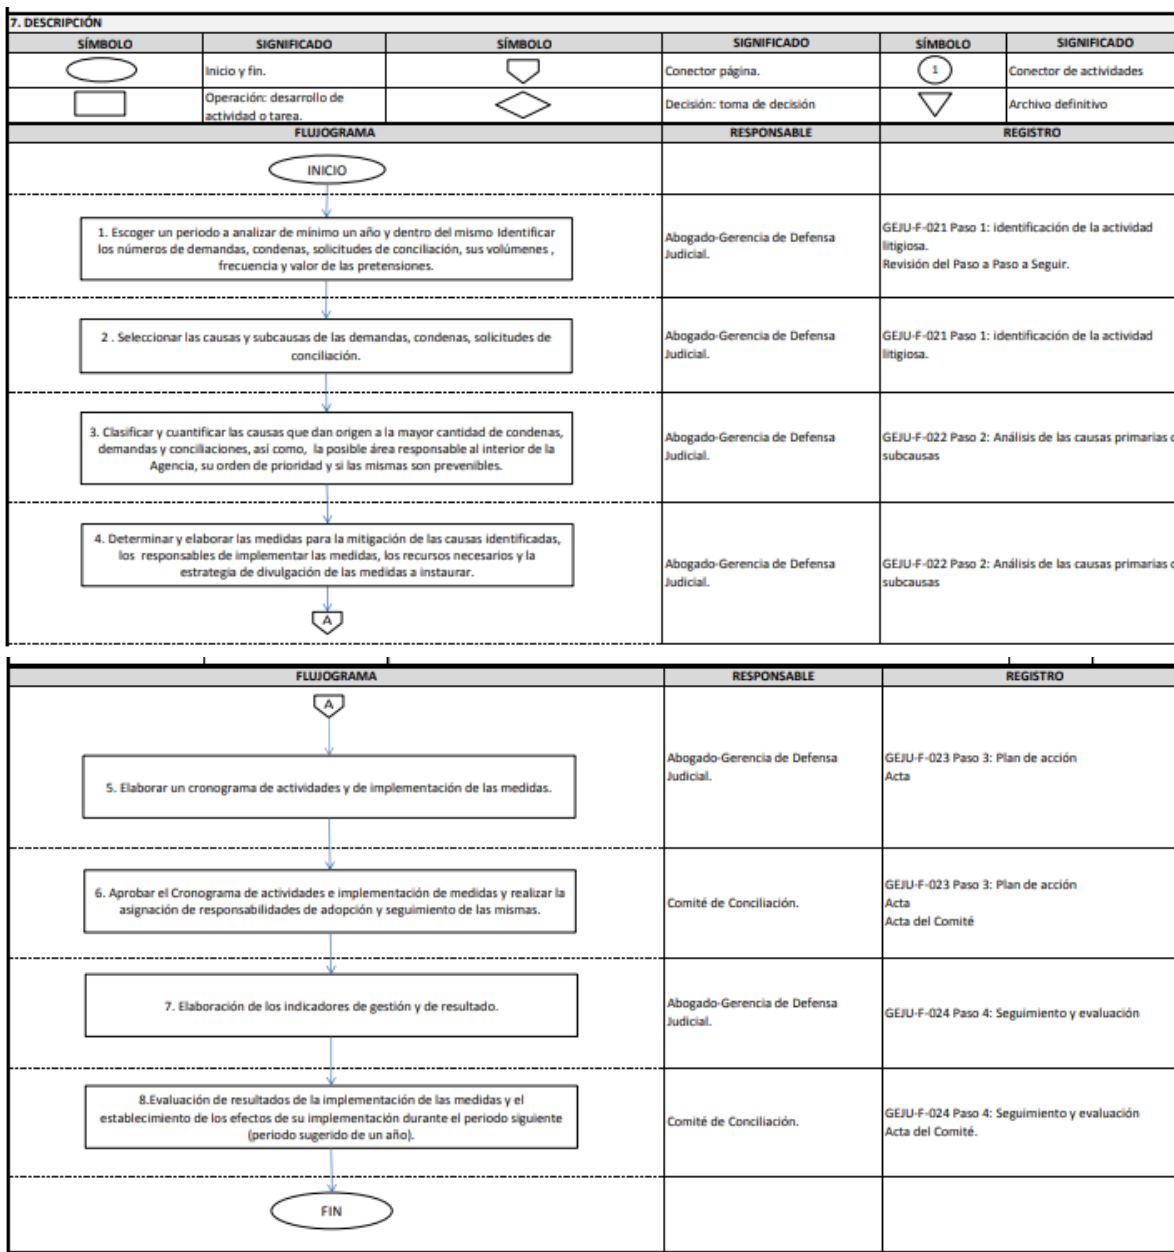 7. DESCRIPCIÓN
SÍMBOLO SIGNIFICADO SÍMBOLO SIGNIFICADO SÍMBOLO SIGNIFICADO
Inicio y fin. Conector página. 1 Conector de actividades
Operación: desarrollo de
actividad o tarea.
Decisión: toma de decisión Archivo definitivo
FLUJOGRAMA RESPONSABLE REGISTRO
INICIO
1. Escoger un periodo a analizar de mínimo un año y dentro del mismo Identificar
los números de demandas, condenas, solicitudes de conciliación, sus volúmenes ,
frecuencia y valor de las pretensiones.
Abogado-Gerencia de Defensa
Judicial.
GEJU-F-021 Paso 1: identificación de la actividad
litigiosa.
Revisión del Paso a Paso a Seguir.
2 . Seleccionar las causas y subcausas de las demandas, condenas, solicitudes de
conciliación.
Abogado-Gerencia de Defensa
Judicial.
GEJU-F-021 Paso 1: identificación de la actividad
litigiosa.
3. Clasificar y cuantificar las causas que dan origen a la mayor cantidad de condenas,
demandas y conciliaciones, así como, la posible área responsable al interior de la
Agencia, su orden de prioridad y si las mismas son prevenibles.
Abogado-Gerencia de Defensa
Judicial.
GEJU-F-022 Paso 2: Análisis de las causas primarias
subcausas
4. Determinar y elaborar las medidas para la mitigación de las causas identificadas,
los responsables de implementar las medidas, los recursos necesarios y la
estrategia de divulgación de las medidas a instaurar.
Abogado-Gerencia de Defensa
Judicial.
GEJU-F-022 Paso 2: Análisis de las causas primarias
subcausas
A
FLUJOGRAMA RESPONSABLE REGISTRO
A
5. Elaborar un cronograma de actividades y de implementación de las medidas.
Abogado-Gerencia de Defensa
Judicial.
GEJU-F-023 Paso 3: Plan de acción
Acta
6. Aprobar el Cronograma de actividades e implementación de medidas y realizar la
asignación de responsabilidades de adopción y seguimiento de las mismas.
Comité de Conciliación.
GEJU-F-023 Paso 3: Plan de acción
Acta
Acta del Comité
7. Elaboración de los indicadores de gestión y de resultado.
Abogado-Gerencia de Defensa
Judicial.
GEJU-F-024 Paso 4: Seguimiento y evaluación
8.Evaluación de resultados de la implementación de las medidas y el
establecimiento de los efectos de su implementación durante el periodo siguiente
(periodo sugerido de un año).
Comité de Conciliación.
GEJU-F-024 Paso 4: Seguimiento y evaluación
Acta del Comité.
FIN